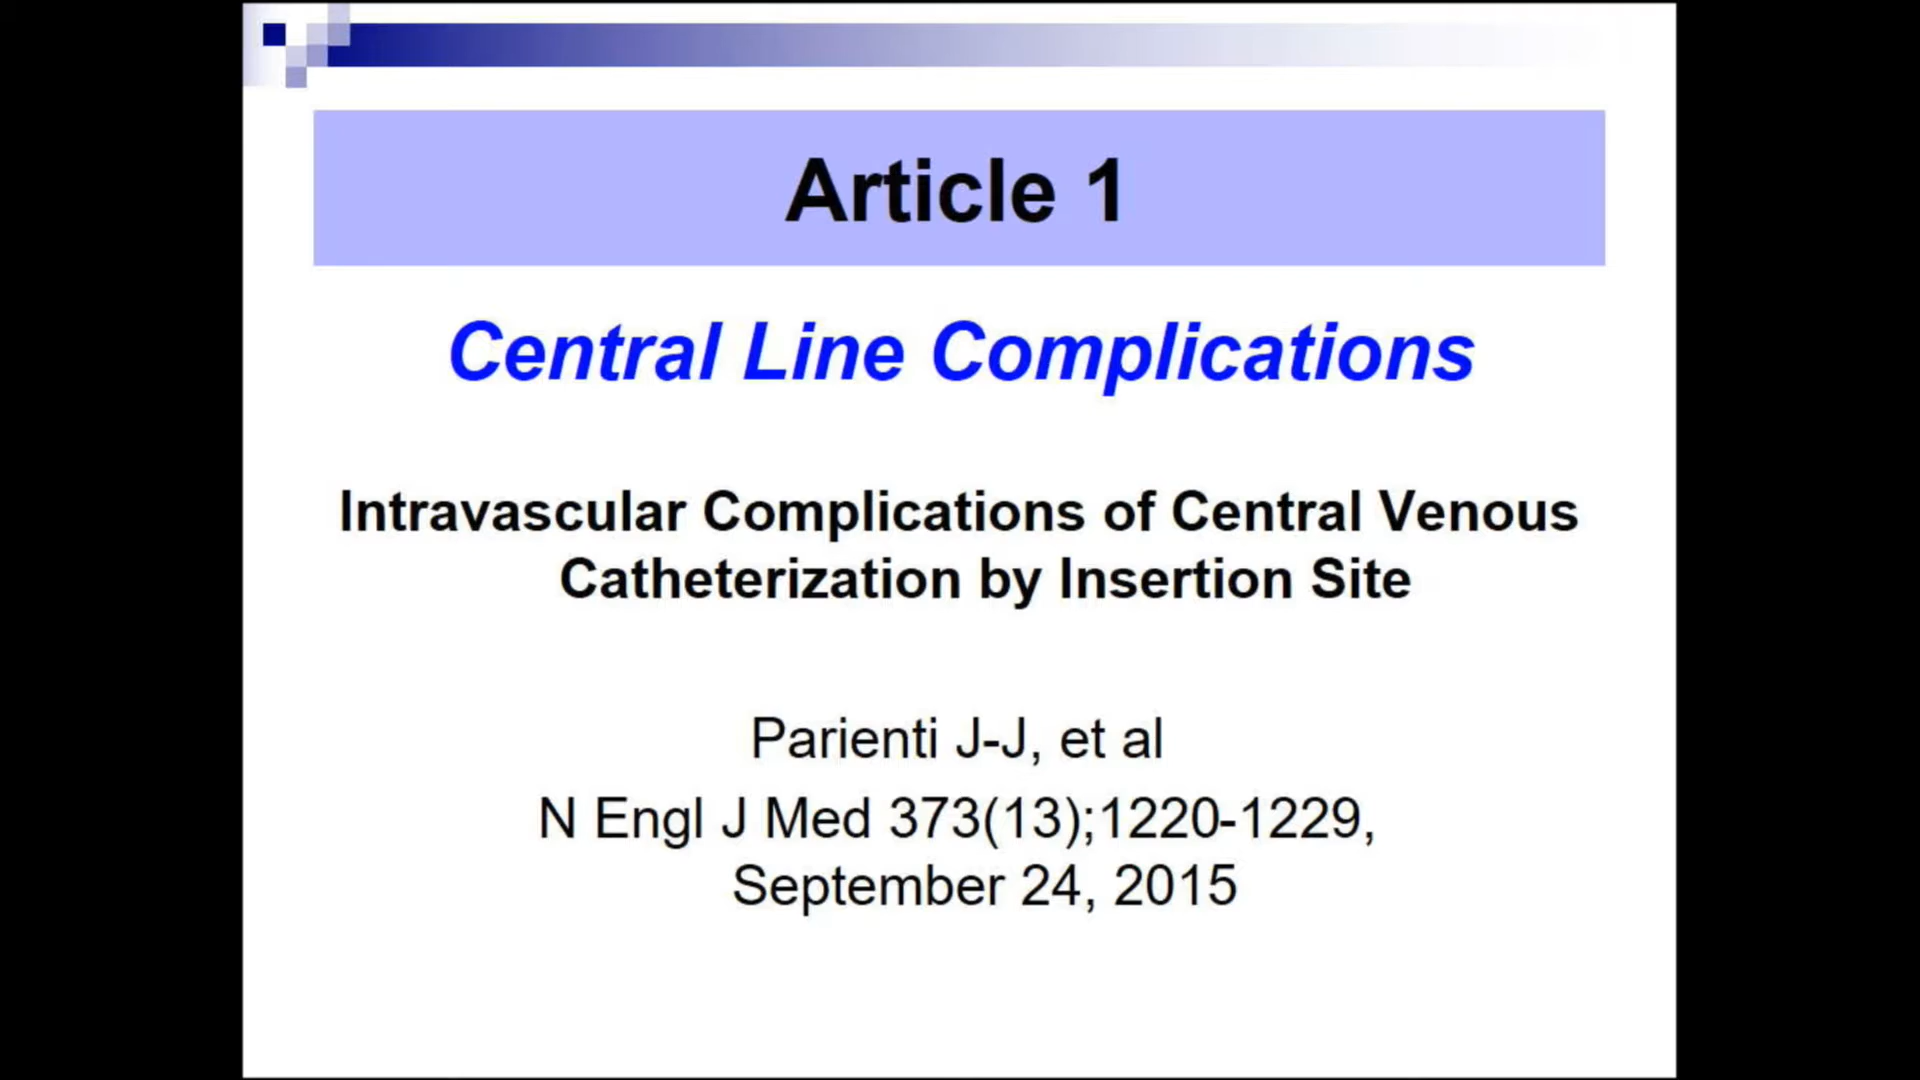 Article 1
Central Line Complications
Intravascular Complications of Central Venous
Catheterization by Insertion Site
Parienti J-J, et al
N Engl J Med 373(13);1220-1229,
September 24, 2015